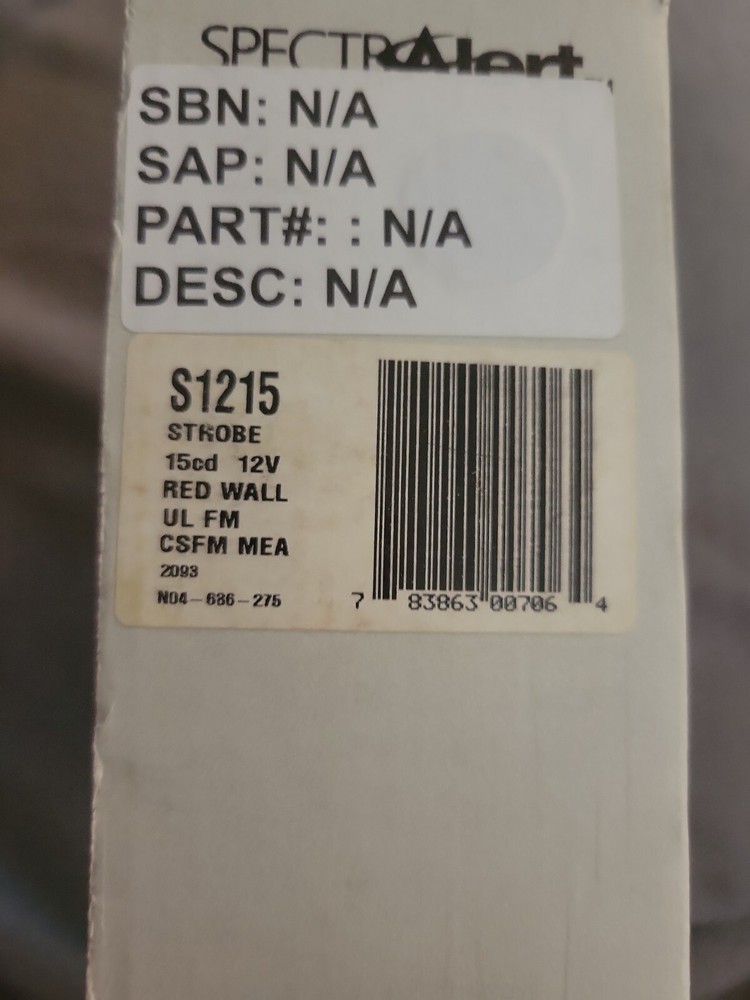 SPECTRAlert
SBN: N/A
SAP: N/A
PART#: : N/A
DESC: N/A
S1215
STROBE
15cd 12V
RED WALL
UL FM
CSFM MEA
2093
N04-686-275
7 83863 00706 4